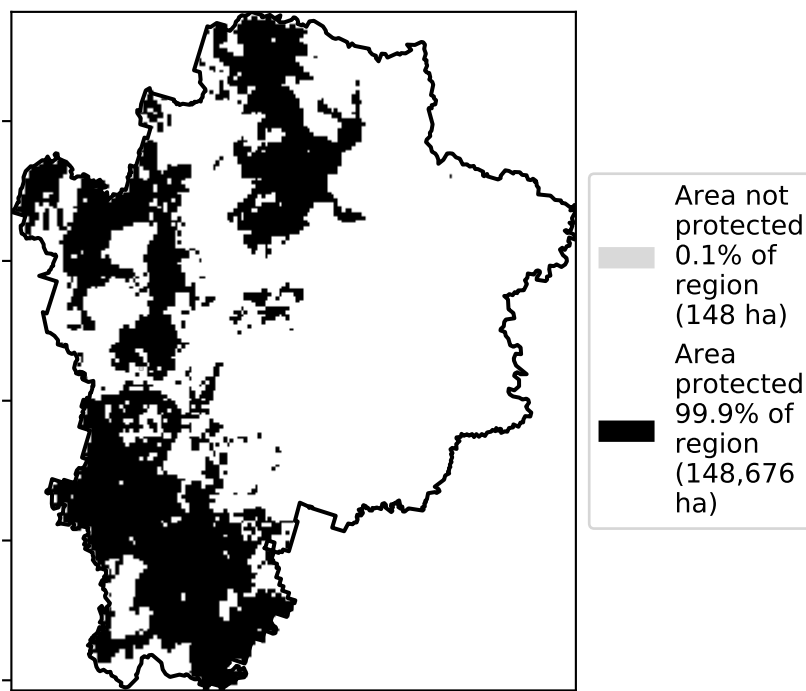 Area not
protected
0.1% of
region
(148 ha)
Area
protected
99.9% of
region
(148,676
ha)